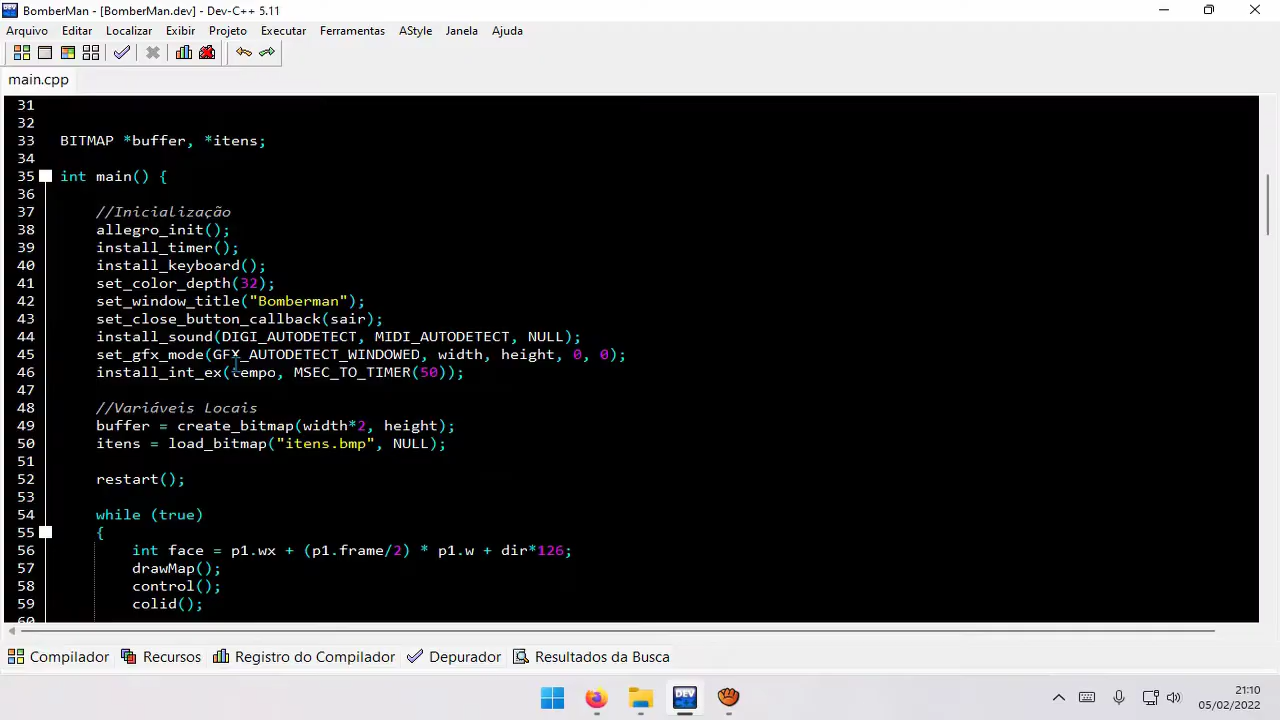 BomberMan - [BomberMan.dev] - Dev-C++ 5.11
Arquivo Editar Localizar Exibir Projeto Executar Ferramentas AStyle Janela Ajuda
main.cpp
31
32
33 BITMAP *buffer, *itens;
34
35 int main() {
36
37 //Inicialização
38 allegro_init();
39 install_timer();
40 install_keyboard();
41 set_color_depth(32);
42 set_window_title("Bomberman");
43 set_close_button_callback(sair);
44 install_sound(DIGI_AUTODETECT, MIDI_AUTODETECT, NULL);
45 set_gfx_mode(GFX_AUTODETECT_WINDOWED, width, height, 0, 0);
46 install_int_ex(tempo, MSEC_TO_TIMER(50));
47
48 //Variáveis Locais
49 buffer = create_bitmap(width*2, height);
50 itens = load_bitmap("itens.bmp", NULL);
51
52 restart();
53
54 while (true)
55 {
56 int face = p1.wx + (p1.frame/2) * p1.w + dir*126;
57 drawMap();
58 control();
59 colid();
60
Compilador Recursos Registro do Compilador Depurador Resultados da Busca
DEV
21:10
05/02/2022